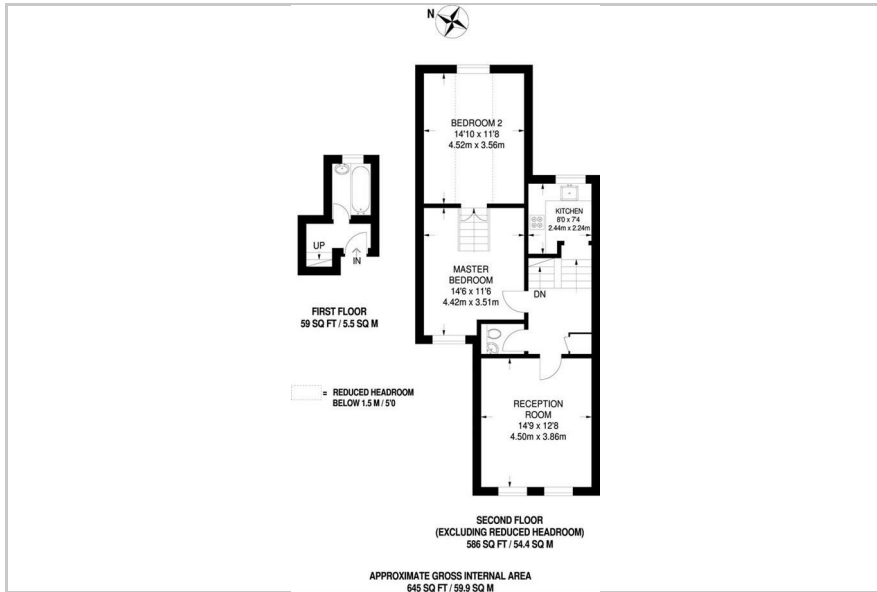 N
BEDROOM 2
14'10 x 11'8
4.52m x 3.56m
KITCHEN
8'0 x 7'4
2.44m x 2.24m
UP
IN
MASTER
BEDROOM
14'6 x 11'6
4.42m x 3.51m
DN
FIRST FLOOR
59 SQ FT / 5.5 SQ M
= REDUCED HEADROOM
BELOW 1.5 M / 5'0
RECEPTION
ROOM
14'9 x 12'8
4.50m x 3.86m
SECOND FLOOR
(EXCLUDING REDUCED HEADROOM)
586 SQ FT / 54.4 SQ M
APPROXIMATE GROSS INTERNAL AREA
645 SQ FT / 59.9 SQ M